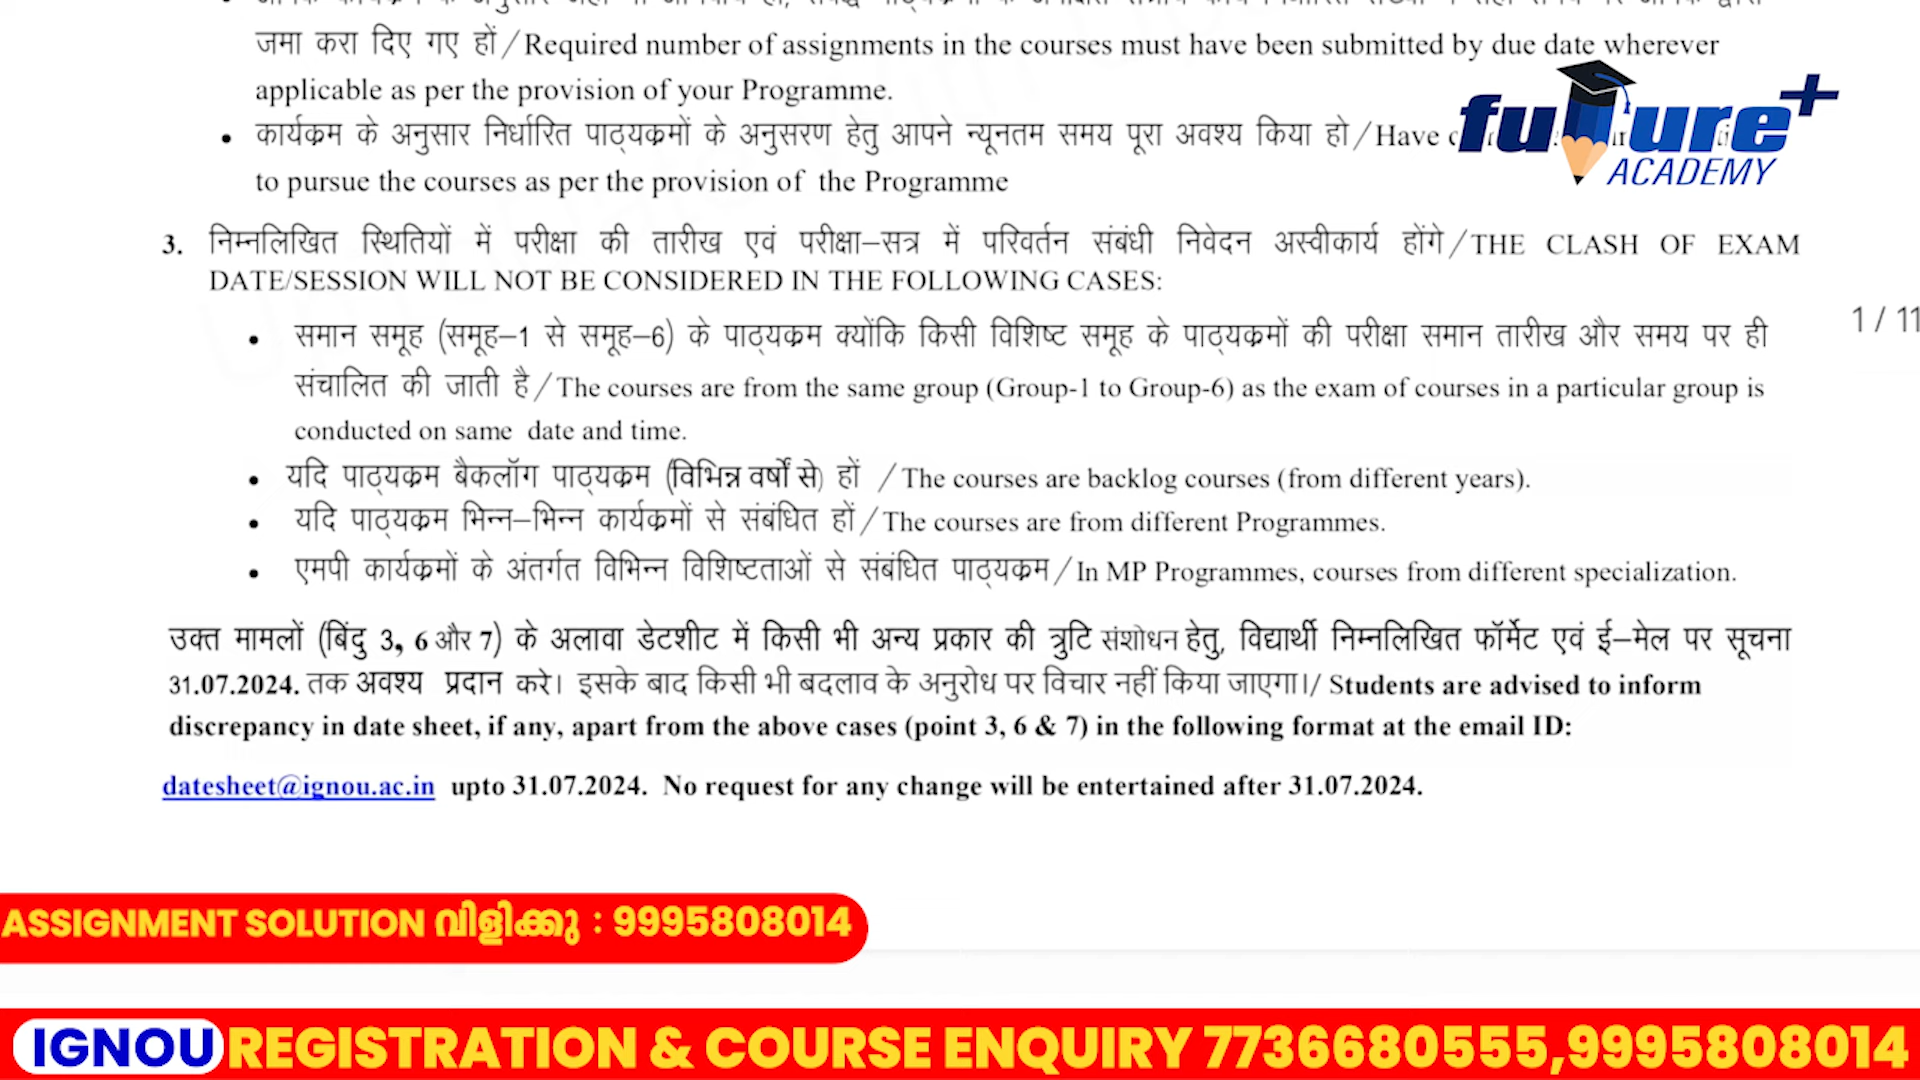 जमा करा दिए गए हों/Required number of assignments in the courses must have been submitted by due date wherever
applicable as per the provision of your Programme.
• कार्यक्रम के अनुसार निर्धारित पाठ्यक्रमों के अनुसरण हेतु आपने न्यूनतम समय पूरा अवश्य किया हो/Have
to pursue the courses as per the provision of the Programme
future+
ACADEMY
3. निम्नलिखित स्थितियों में परीक्षा की तारीख एवं परीक्षा–सत्र में परिवर्तन संबंधी निवेदन अस्वीकार्य होंगे/THE CLASH OF EXAM
DATE/SESSION WILL NOT BE CONSIDERED IN THE FOLLOWING CASES:
1 / 11
• समान समूह (समूह–1 से समूह–6) के पाठ्यक्रम क्योंकि किसी विशिष्ट समूह के पाठ्यक्रमों की परीक्षा समान तारीख और समय पर ही
संचालित की जाती है/The courses are from the same group (Group-1 to Group-6) as the exam of courses in a particular group is
conducted on same date and time.
• यदि पाठ्यक्रम बैकलॉग पाठ्यक्रम (विभिन्न वर्षों से) हों /The courses are backlog courses (from different years).
• यदि पाठ्यक्रम भिन्न–भिन्न कार्यक्रमों से संबंधित हों/The courses are from different Programmes.
• एमपी कार्यक्रमों के अंतर्गत विभिन्न विशिष्टताओं से संबंधित पाठ्यक्रम/In MP Programmes, courses from different specialization.
उक्त मामलों (बिंदु 3, 6 और 7) के अलावा डेटशीट में किसी भी अन्य प्रकार की त्रुटि संशोधन हेतु, विद्यार्थी निम्नलिखित फॉर्मेट एवं ई–मेल पर सूचना
31.07.2024. तक अवश्य प्रदान करे। इसके बाद किसी भी बदलाव के अनुरोध पर विचार नहीं किया जाएगा।/ Students are advised to inform
discrepancy in date sheet, if any, apart from the above cases (point 3, 6 & 7) in the following format at the email ID:
datesheet@ignou.ac.in upto 31.07.2024. No request for any change will be entertained after 31.07.2024.
ASSIGNMENT SOLUTION വിളിക്കു : 9995808014
IGNOU REGISTRATION & COURSE ENQUIRY 7736680555,9995808014